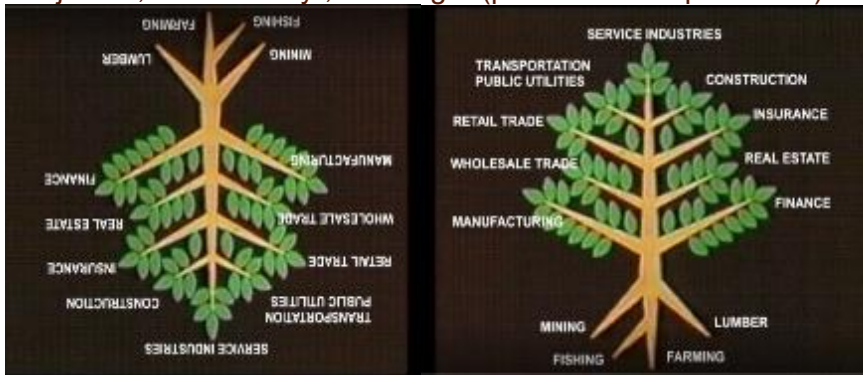 FARMING
FISHING
LUMBER
MINING
MANUFACTURING
FINANCE
WHOLESALE TRADE
REAL ESTATE
RETAIL TRADE
INSURANCE
TRANSPORTATION
PUBLIC UTILITIES
CONSTRUCTION
SERVICE INDUSTRIES
SERVICE INDUSTRIES
TRANSPORTATION
PUBLIC UTILITIES
CONSTRUCTION
RETAIL TRADE
INSURANCE
WHOLESALE TRADE
REAL ESTATE
FINANCE
MANUFACTURING
MINING
LUMBER
FISHING
FARMING